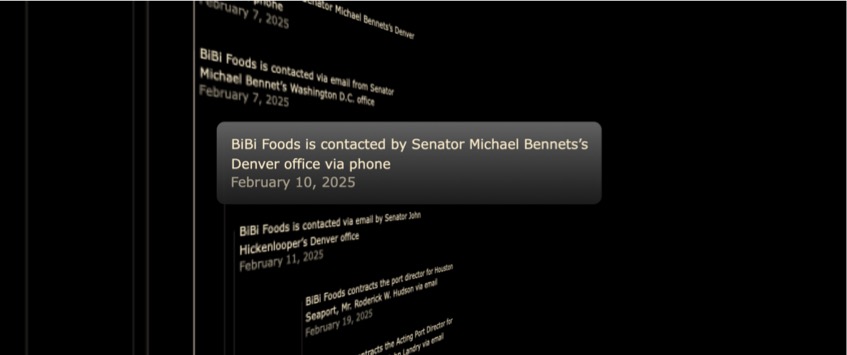 phone
February 7, 2025
Senator Michael Bennets's Denver
BiBi Foods is contacted via email from Senator
Michael Bennet's Washington D.C. office
February 7, 2025
BiBi Foods is contacted by Senator Michael Bennets's
Denver office via phone
February 10, 2025
BiBi Foods is contacted via email by Senator John
Hickenlooper's Denver office
February 11, 2025
BiBi Foods contracts the port director for Houston
Seaport, Mr. Roderick W. Hudson via email
February 19, 2025
the Acting Port Director for
Landry via email